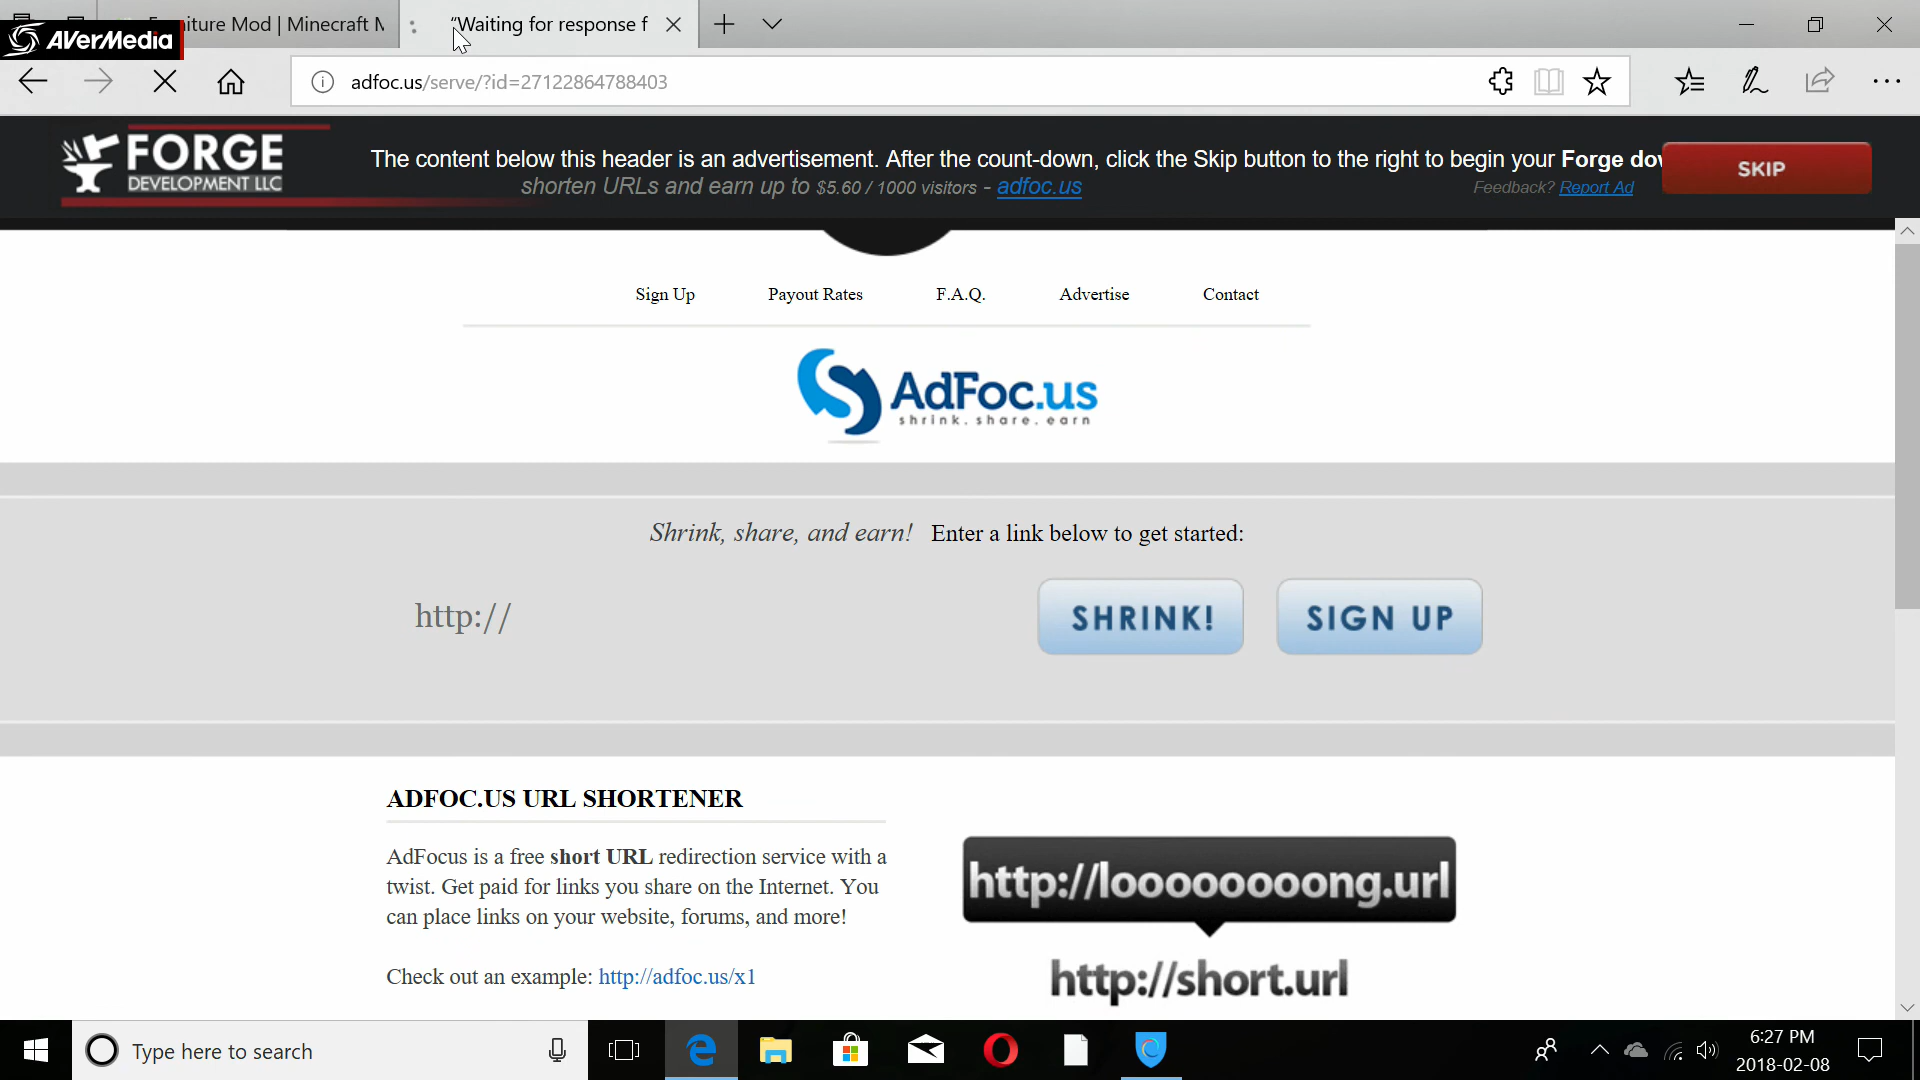 AVerMedia
niture Mod | Minecraft M
"Waiting for response f
adfoc.us/serve/?id=27122864788403
FORGE
DEVELOPMENT LLC
The content below this header is an advertisement. After the count-down, click the Skip button to the right to begin your Forge dov
SKIP
shorten URLs and earn up to $5.60 / 1000 visitors - adfoc.us
Feedback? Report Ad
Sign Up Payout Rates F.A.Q. Advertise Contact
AdFoc.us
shrink. share. earn
Shrink, share, and earn! Enter a link below to get started:
http://
SHRINK!
SIGN UP
ADFOC.US URL SHORTENER
AdFocus is a free short URL redirection service with a
twist. Get paid for links you share on the Internet. You
can place links on your website, forums, and more!
Check out an example: http://adfoc.us/x1
http://looooooooong.url
http://short.url
Type here to search
6:27 PM
2018-02-08